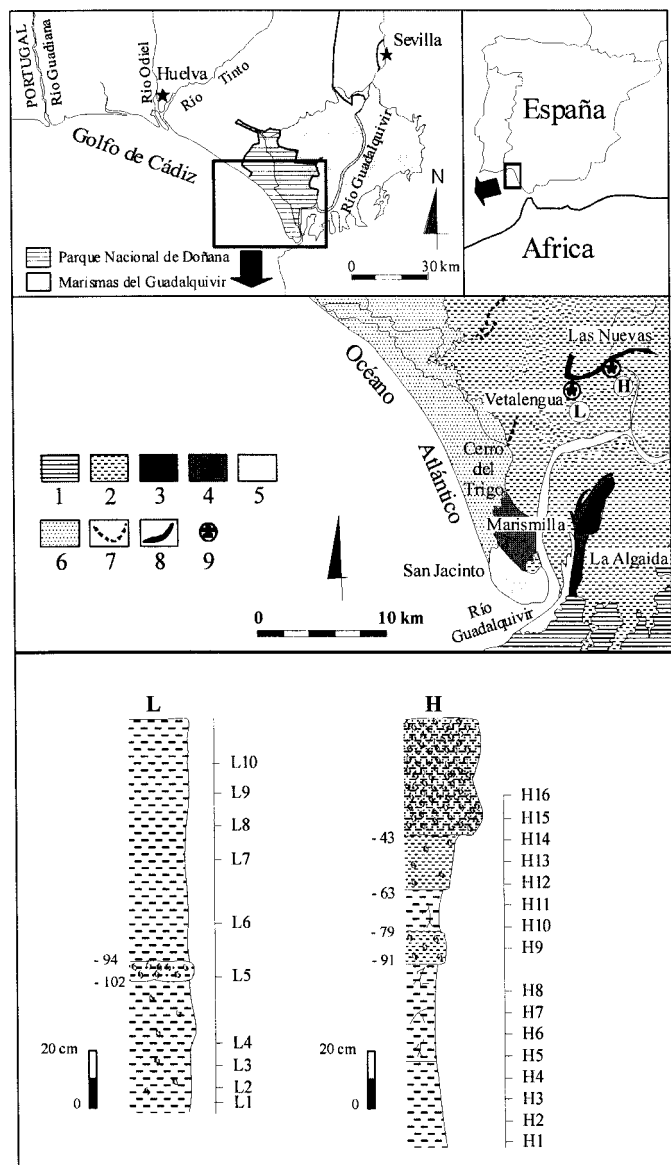 PORTUGAL
Río Guadiana
Río Odiel
Huelva
Río Tinto
Sevilla
Golfo de Cádiz
Río Guadalquivir
N
Parque Nacional de Doñana
Marismas del Guadalquivir
0 30 km
España
Africa
Océano
Atlántico
Las Nuevas
H
Vetalengua
L
Cerro
del
Trigo
Marismilla
La Algaida
San Jacinto
Río
Guadalquivir
1 2 3 4 5
6 7 8 9
0 10 km
L
L10
L9
L8
L7
L6
- 94
- 102
L5
L4
L3
L2
L1
20 cm
0
H
H16
H15
- 43
H14
H13
H12
- 63
H11
H10
- 79
H9
- 91
H8
H7
H6
H5
H4
H3
H2
H1
20 cm
0